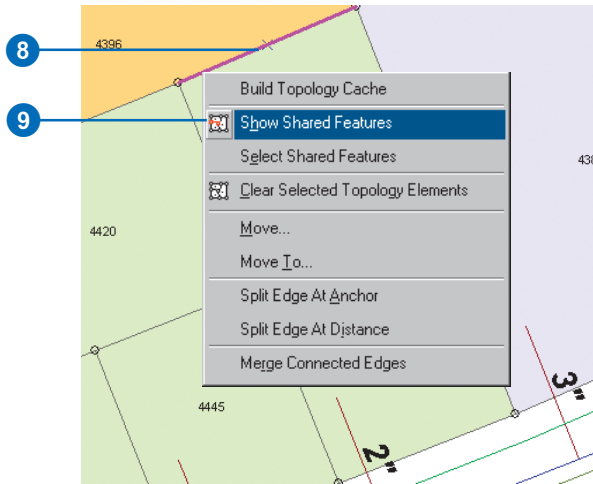 8
4396
Build Topology Cache
9
Show Shared Features
Select Shared Features
Clear Selected Topology Elements
4420
Move...
Move To...
Split Edge At Anchor
Split Edge At Distance
Merge Connected Edges
4445
3"
2"